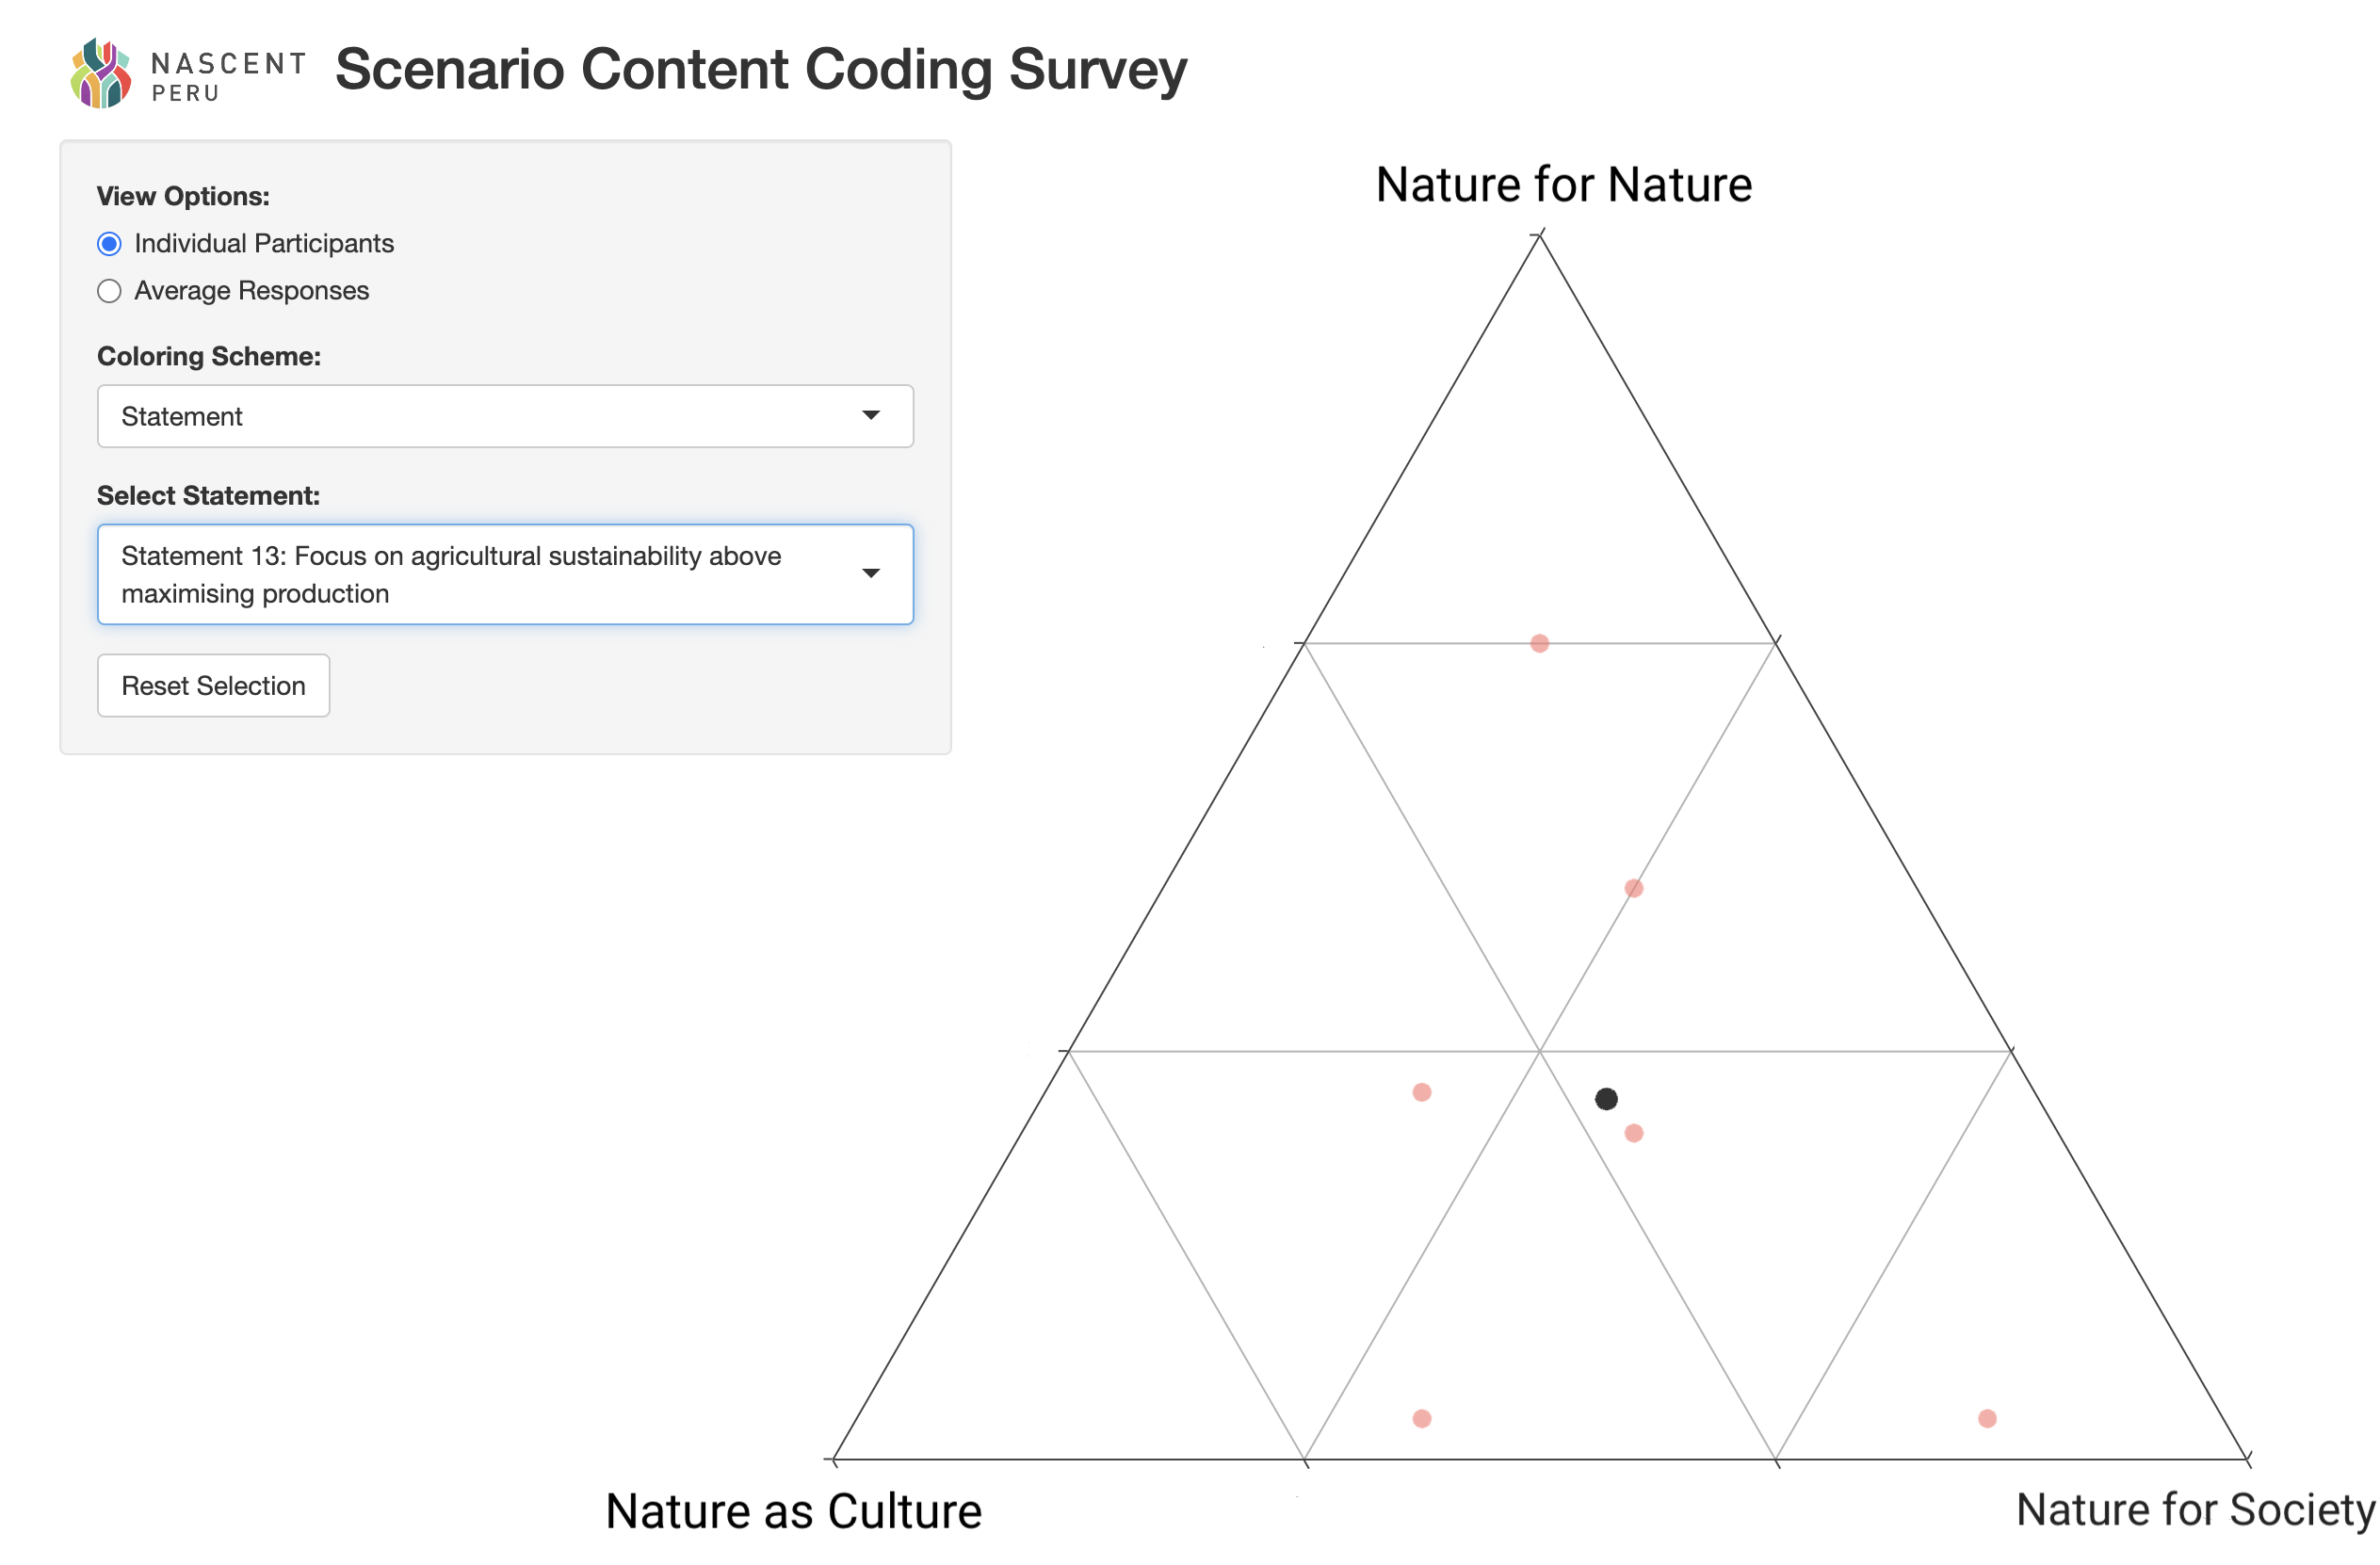 NASCENT
PERU
Scenario Content Coding Survey
View Options:
Individual Participants
Average Responses
Coloring Scheme:
Statement
Select Statement:
Statement 13: Focus on agricultural sustainability above
maximising production
Reset Selection
Nature for Nature
Nature as Culture
Nature for Society